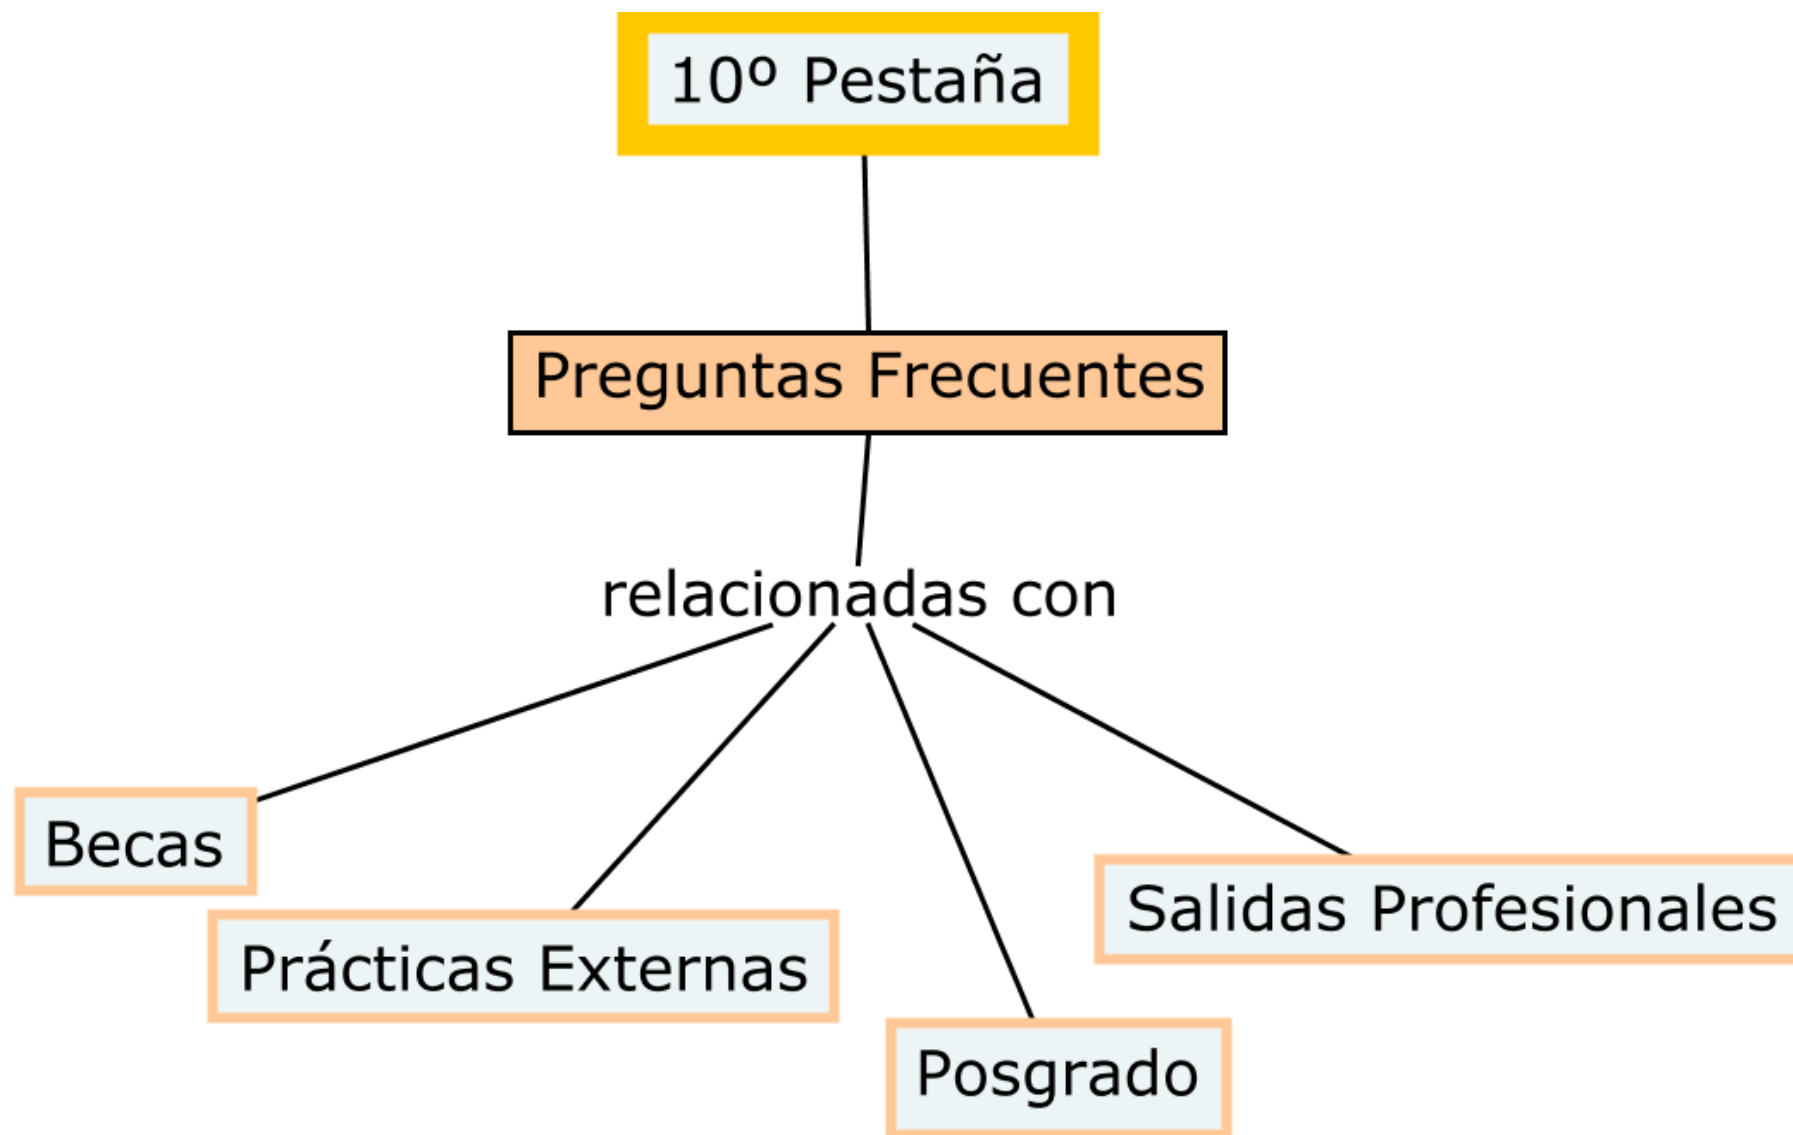 10º Pestaña
Preguntas Frecuentes
relacionadas con
Becas
Prácticas Externas
Posgrado
Salidas Profesionales